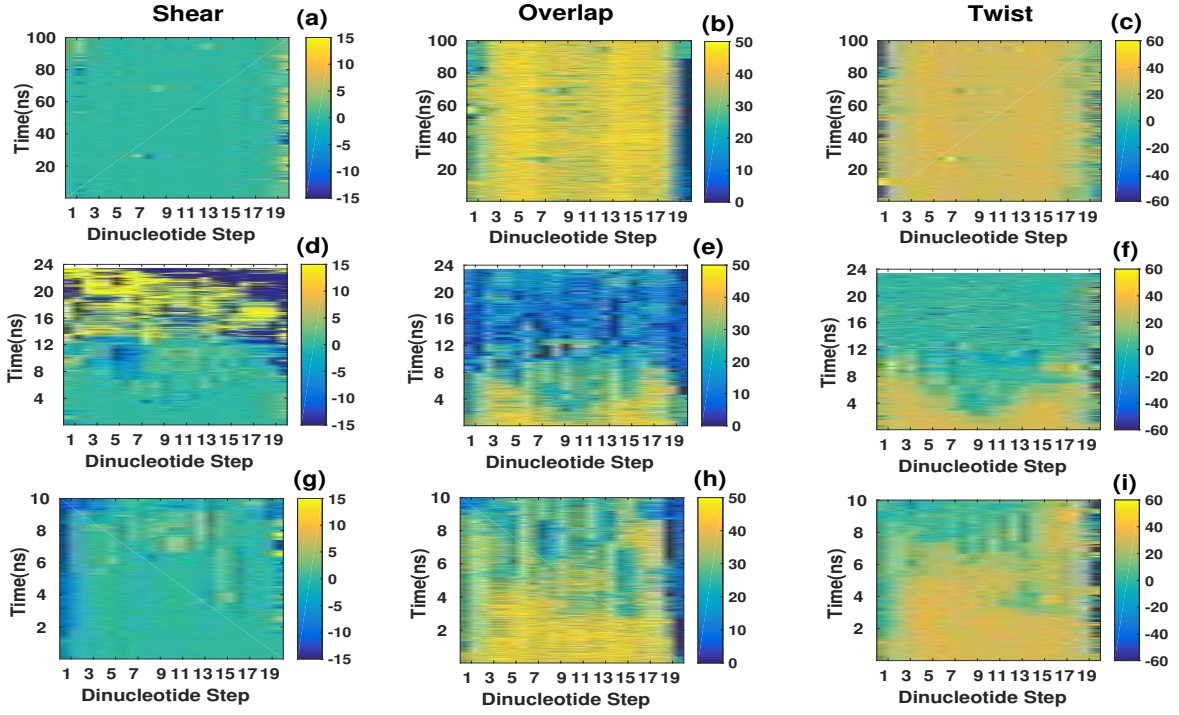 Shear Overlap Twist
(a) (b) (c)
100 80 60 40 20
Time(ns)
1 3 5 7 9 11 13 15 17 19
Dinucleotide Step
15 10 5 0 -5 -10 -15
100 80 60 40 20
Time(ns)
1 3 5 7 9 11 13 15 17 19
Dinucleotide Step
50 40 30 20 10 0
100 80 60 40 20
Time(ns)
1 3 5 7 9 11 13 15 17 19
Dinucleotide Step
60 40 20 0 -20 -40 -60
(d) (e) (f)
24 20 16 12 8 4
Time(ns)
1 3 5 7 9 11 13 15 17 19
Dinucleotide Step
15 10 5 0 -5 -10 -15
24 20 16 12 8 4
Time(ns)
1 3 5 7 9 11 13 15 17 19
Dinucleotide Step
50 40 30 20 10 0
24 20 16 12 8 4
Time(ns)
1 3 5 7 9 11 13 15 17 19
Dinucleotide Step
60 40 20 0 -20 -40 -60
(g) (h) (i)
10 8 6 4 2
Time(ns)
1 3 5 7 9 11 13 15 17 19
Dinucleotide Step
15 10 5 0 -5 -10 -15
10 8 6 4 2
Time(ns)
1 3 5 7 9 11 13 15 17 19
Dinucleotide Step
50 40 30 20 10 0
10 8 6 4 2
Time(ns)
1 3 5 7 9 11 13 15 17 19
Dinucleotide Step
60 40 20 0 -20 -40 -60